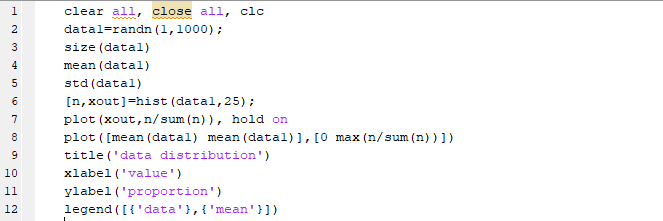 1 clear all, close all, clc
2 data1=randn(1,1000);
3 size(data1)
4 mean(data1)
5 std(data1)
6 [n,xout]=hist(data1,25);
7 plot(xout,n/sum(n)), hold on
8 plot([mean(data1) mean(data1)],[0 max(n/sum(n))])
9 title('data distribution')
10 xlabel('value')
11 ylabel('proportion')
12 legend([{'data'},{'mean'}])